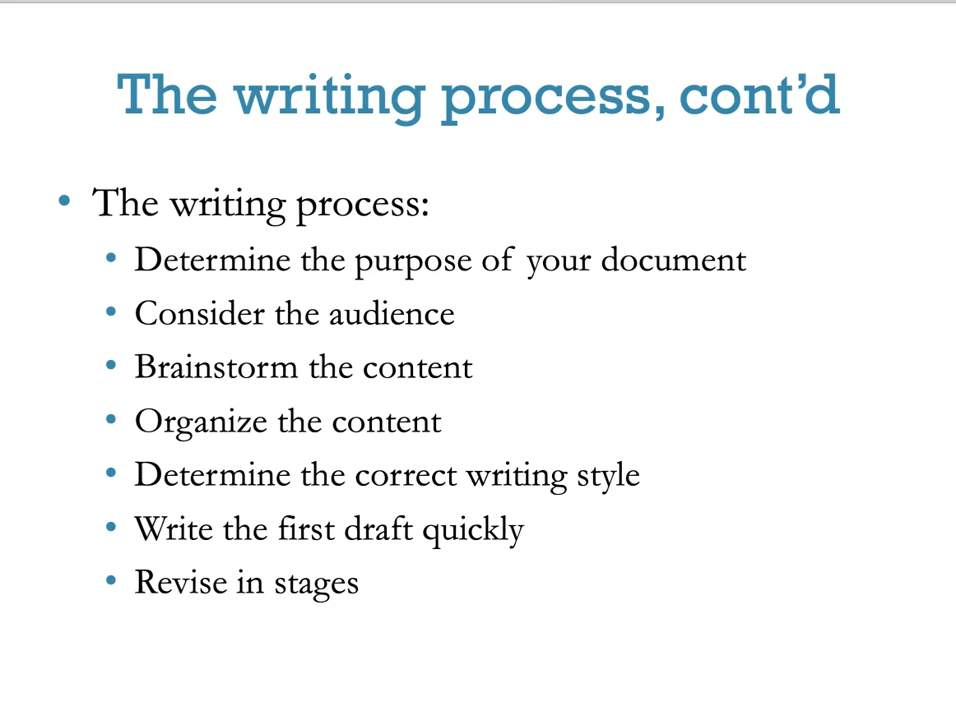 The writing process, cont’d
• The writing process:
• Determine the purpose of your document
• Consider the audience
• Brainstorm the content
• Organize the content
• Determine the correct writing style
• Write the first draft quickly
• Revise in stages